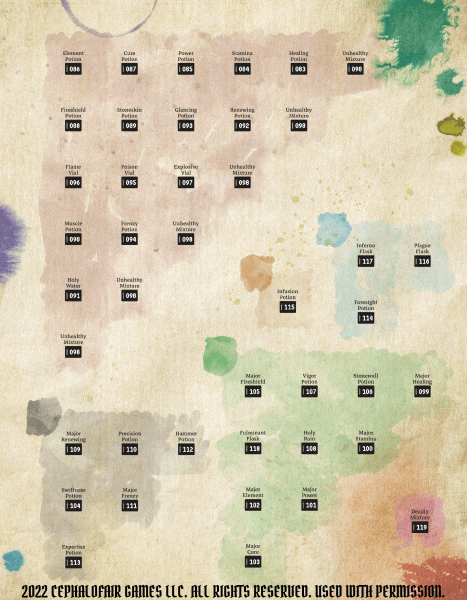 Element Cure Power Stamina Healing Unhealthy
Potion Potion Potion Potion Potion Mixture
086 087 085 084 083 098
Fireshield Stoneskin Glancing Renewing Unhealthy
Potion Potion Potion Potion Mixture
088 089 093 092 098
Flame Poison Explosive Unhealthy
Vial Vial Vial Mixture
096 095 097 098
Muscle Frenzy Unhealthy
Potion Potion Mixture
090 094 098
Inferno Plague
Flask Flask
117 116
Holy Unhealthy
Water Mixture
091 098
Infusion
Potion
115
Foresight
Potion
114
Unhealthy
Mixture
098
Major Vigor Stonewall Major
Fireshield Potion Potion Healing
105 107 106 099
Major Precision Hammer
Renewing Potion Potion
109 110 112
Fulminant Holy Major
Flask Rain Stamina
118 108 100
Swiftness Major
Potion Frenzy
104 111
Major Major
Element Power
102 101
Deadly
Mixture
119
Expertise
Potion
113
Major
Cure
103
2022 CEPHALOFAIR GAMES LLC. ALL RIGHTS RESERVED. USED WITH PERMISSION.